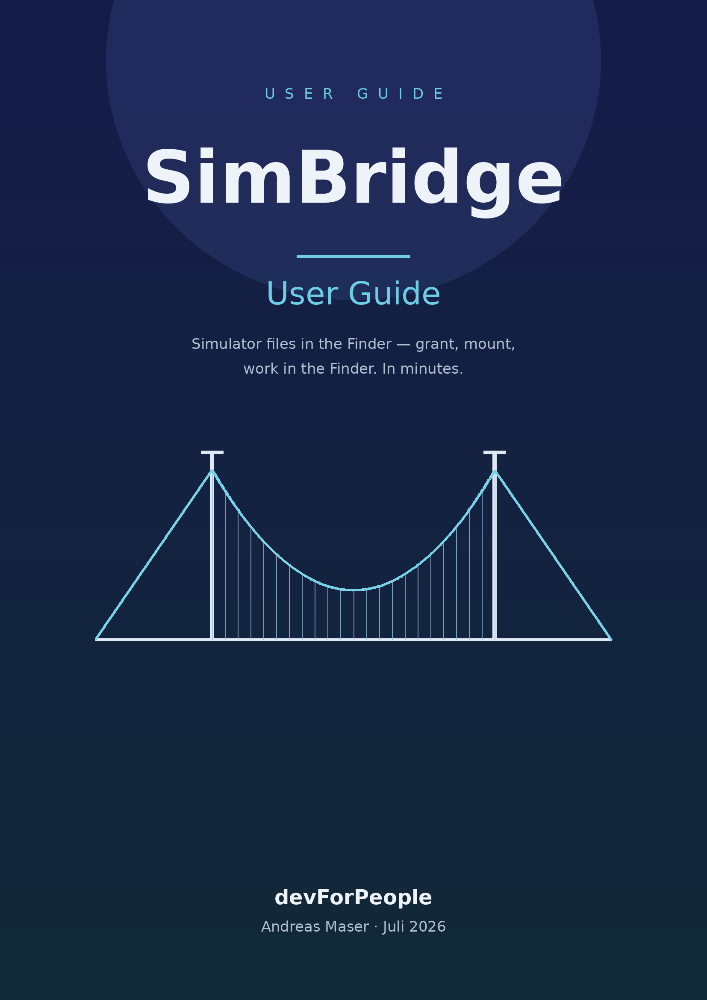 USER GUIDE
SimBridge
User Guide
Simulator files in the Finder — grant, mount,
work in the Finder. In minutes.
devForPeople
Andreas Maser · Juli 2026